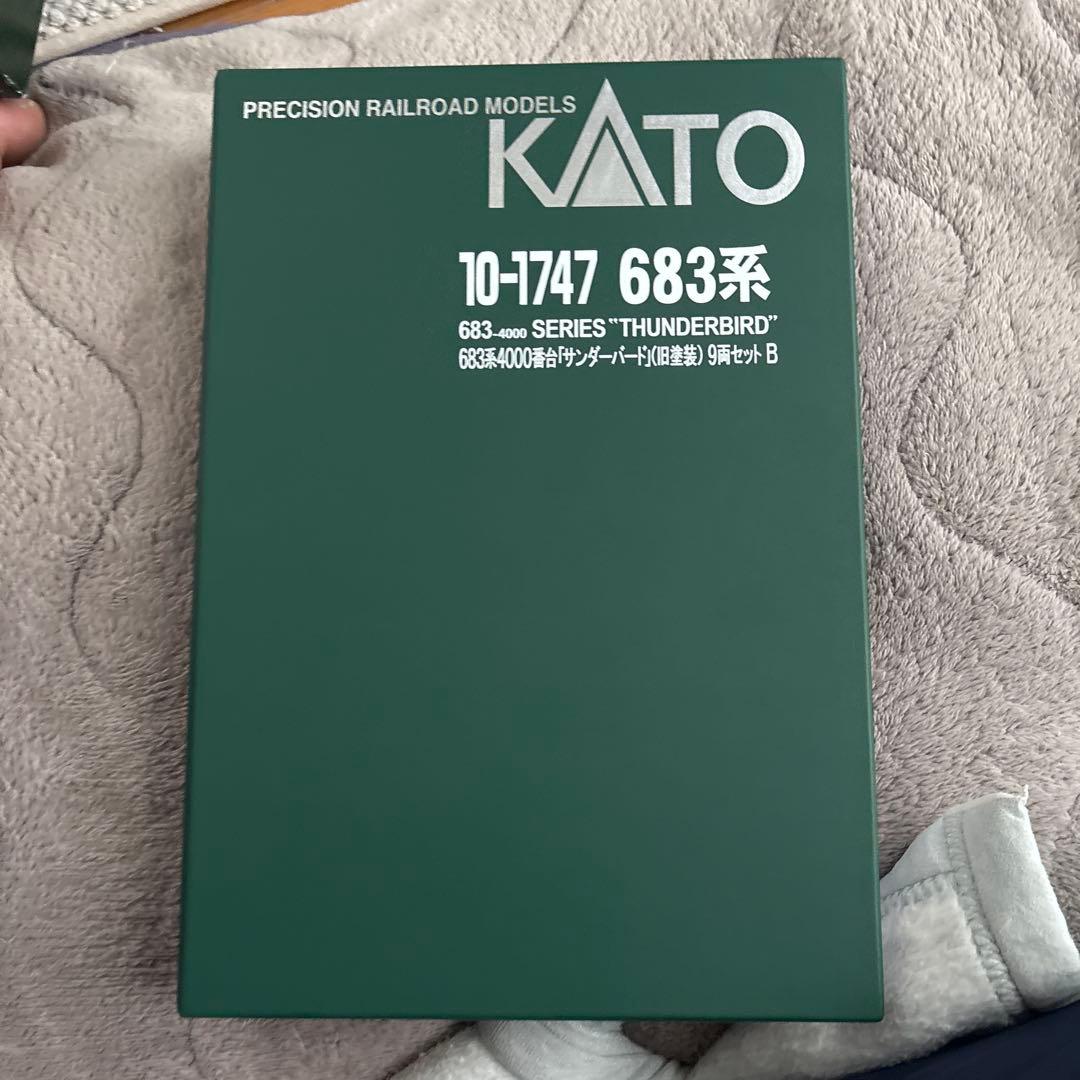 PRECISION RAILROAD MODELS
KATO
10-1747 683系
683-4000 SERIES "THUNDERBIRD"
683系4000番台「サンダーバード」(旧塗装) 9両セット B